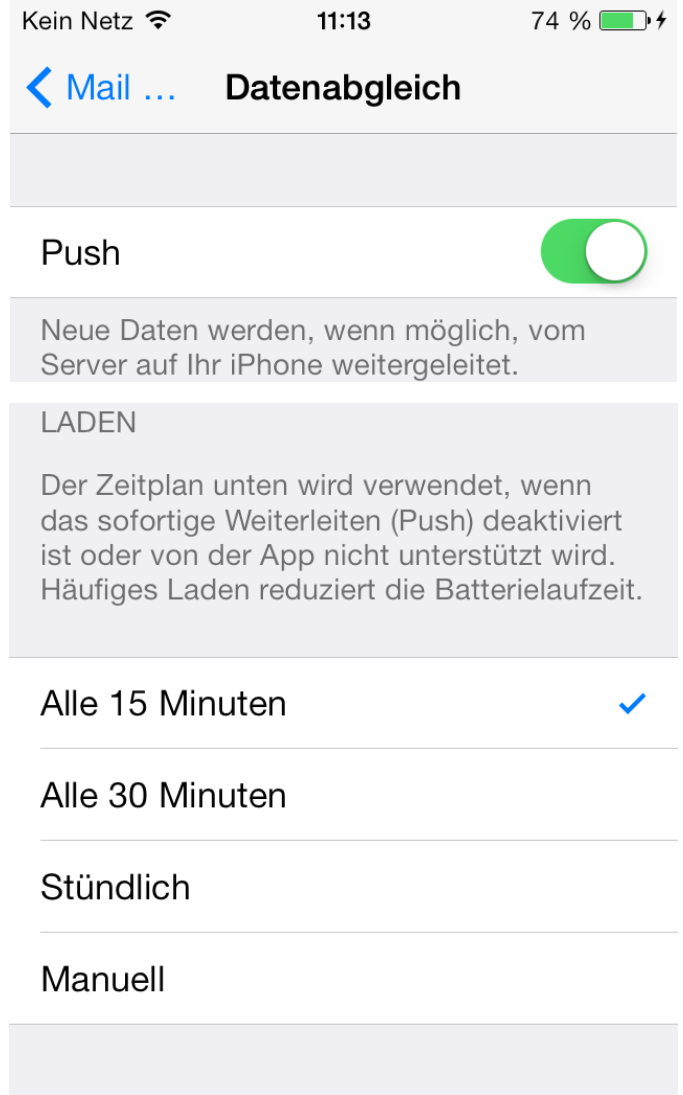 Kein Netz 11:13 74 %
Mail ... Datenabgleich
Push
Neue Daten werden, wenn möglich, vom
Server auf Ihr iPhone weitergeleitet.
LADEN
Der Zeitplan unten wird verwendet, wenn
das sofortige Weiterleiten (Push) deaktiviert
ist oder von der App nicht unterstützt wird.
Häufiges Laden reduziert die Batterielaufzeit.
Alle 15 Minuten
Alle 30 Minuten
Stündlich
Manuell